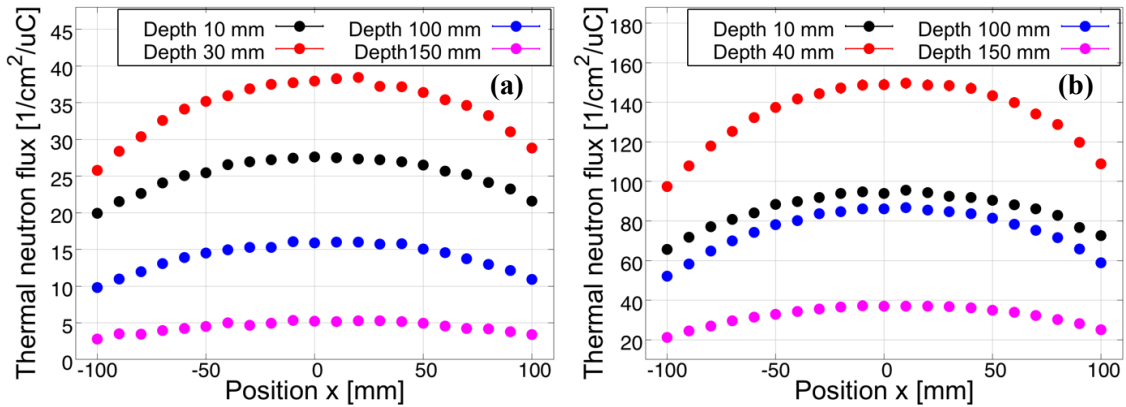 Depth 10 mm Depth 100 mm
Depth 30 mm Depth150 mm
(a)
Thermal neutron flux [1/cm²/uC]
45
40
35
30
25
20
15
10
5
0
-100 -50 0 50 100
Position x [mm]
Depth 10 mm Depth 100 mm
Depth 40 mm Depth 150 mm
(b)
Thermal neutron flux [1/cm²/uC]
180
160
140
120
100
80
60
40
20
-100 -50 0 50 100
Position x [mm]